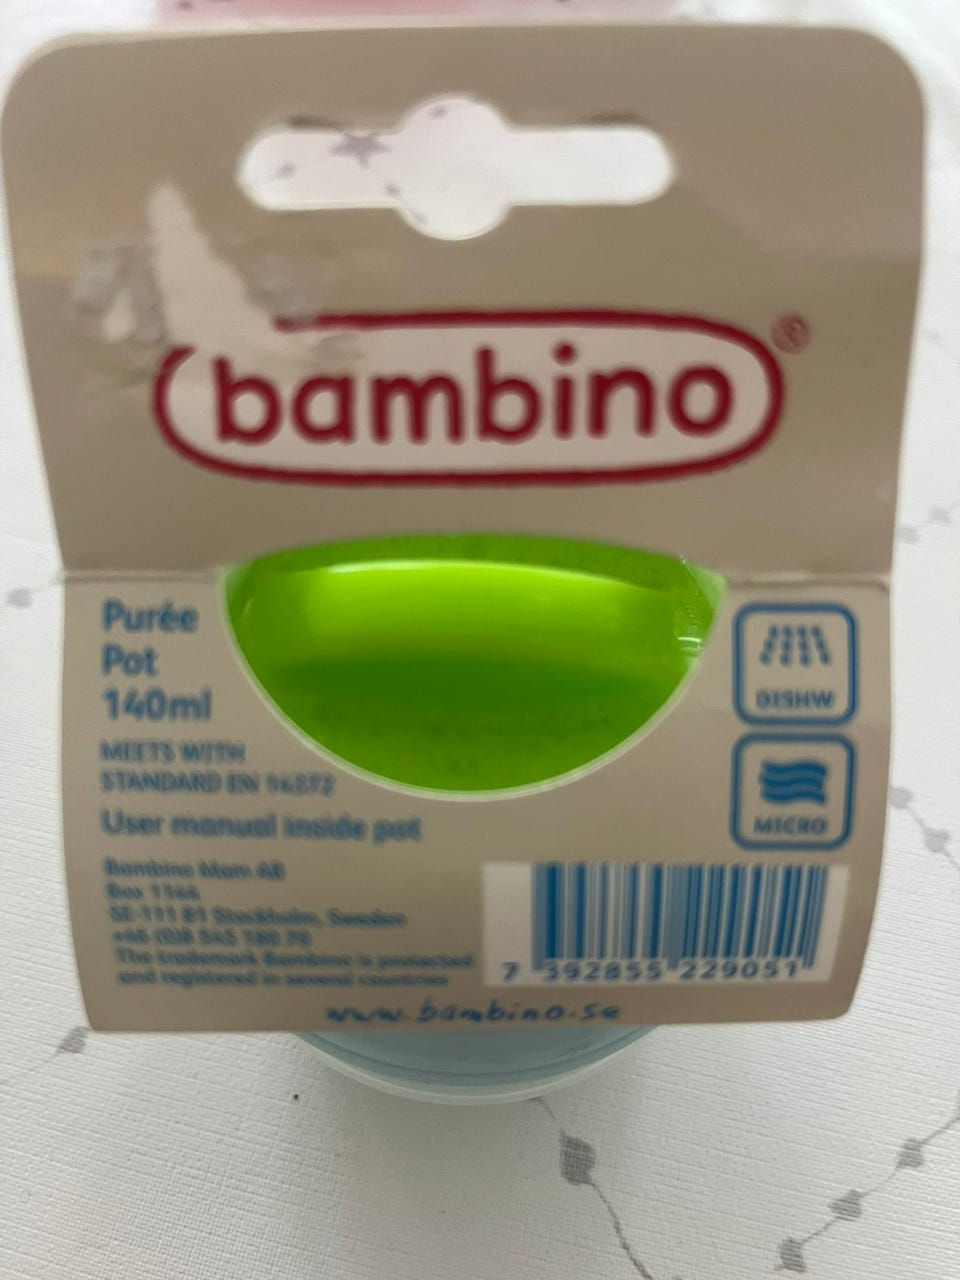 bambino®
Purée
Pot
140ml
MEETS WITH
STANDARD EN 14372
User manual inside pot
Bambino Mam AB
Box 1144
SE-111 81 Stockholm, Sweden
+46 (0)8 545 180 70
The trademark Bambino is protected
and registered in several countries
www.bambino.se
DISHW
MICRO
7 392855 229051